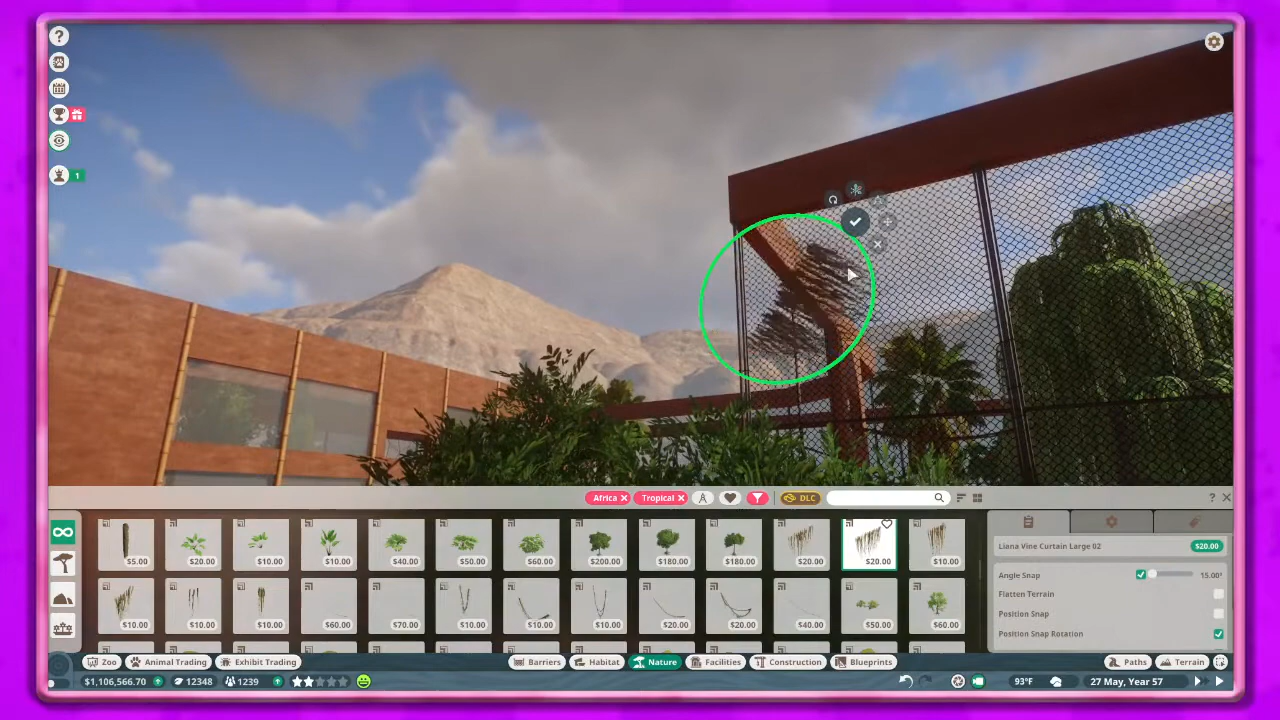 ?
1
Africa ×
Tropical ×
DLC
? ×
$5.00
$20.00
$10.00
$10.00
$40.00
$50.00
$60.00
$200.00
$180.00
$180.00
$20.00
$20.00
$10.00
$10.00
$10.00
$10.00
$60.00
$70.00
$10.00
$10.00
$10.00
$20.00
$20.00
$40.00
$50.00
$60.00
Liana Vine Curtain Large 02 $20.00
Angle Snap 15.00°
Flatten Terrain
Position Snap
Position Snap Rotation
Zoo
Animal Trading
Exhibit Trading
Barriers
Habitat
Nature
Facilities
Construction
Blueprints
Paths
Terrain
$1,106,566.70
12348
1239
93°F
27 May, Year 57